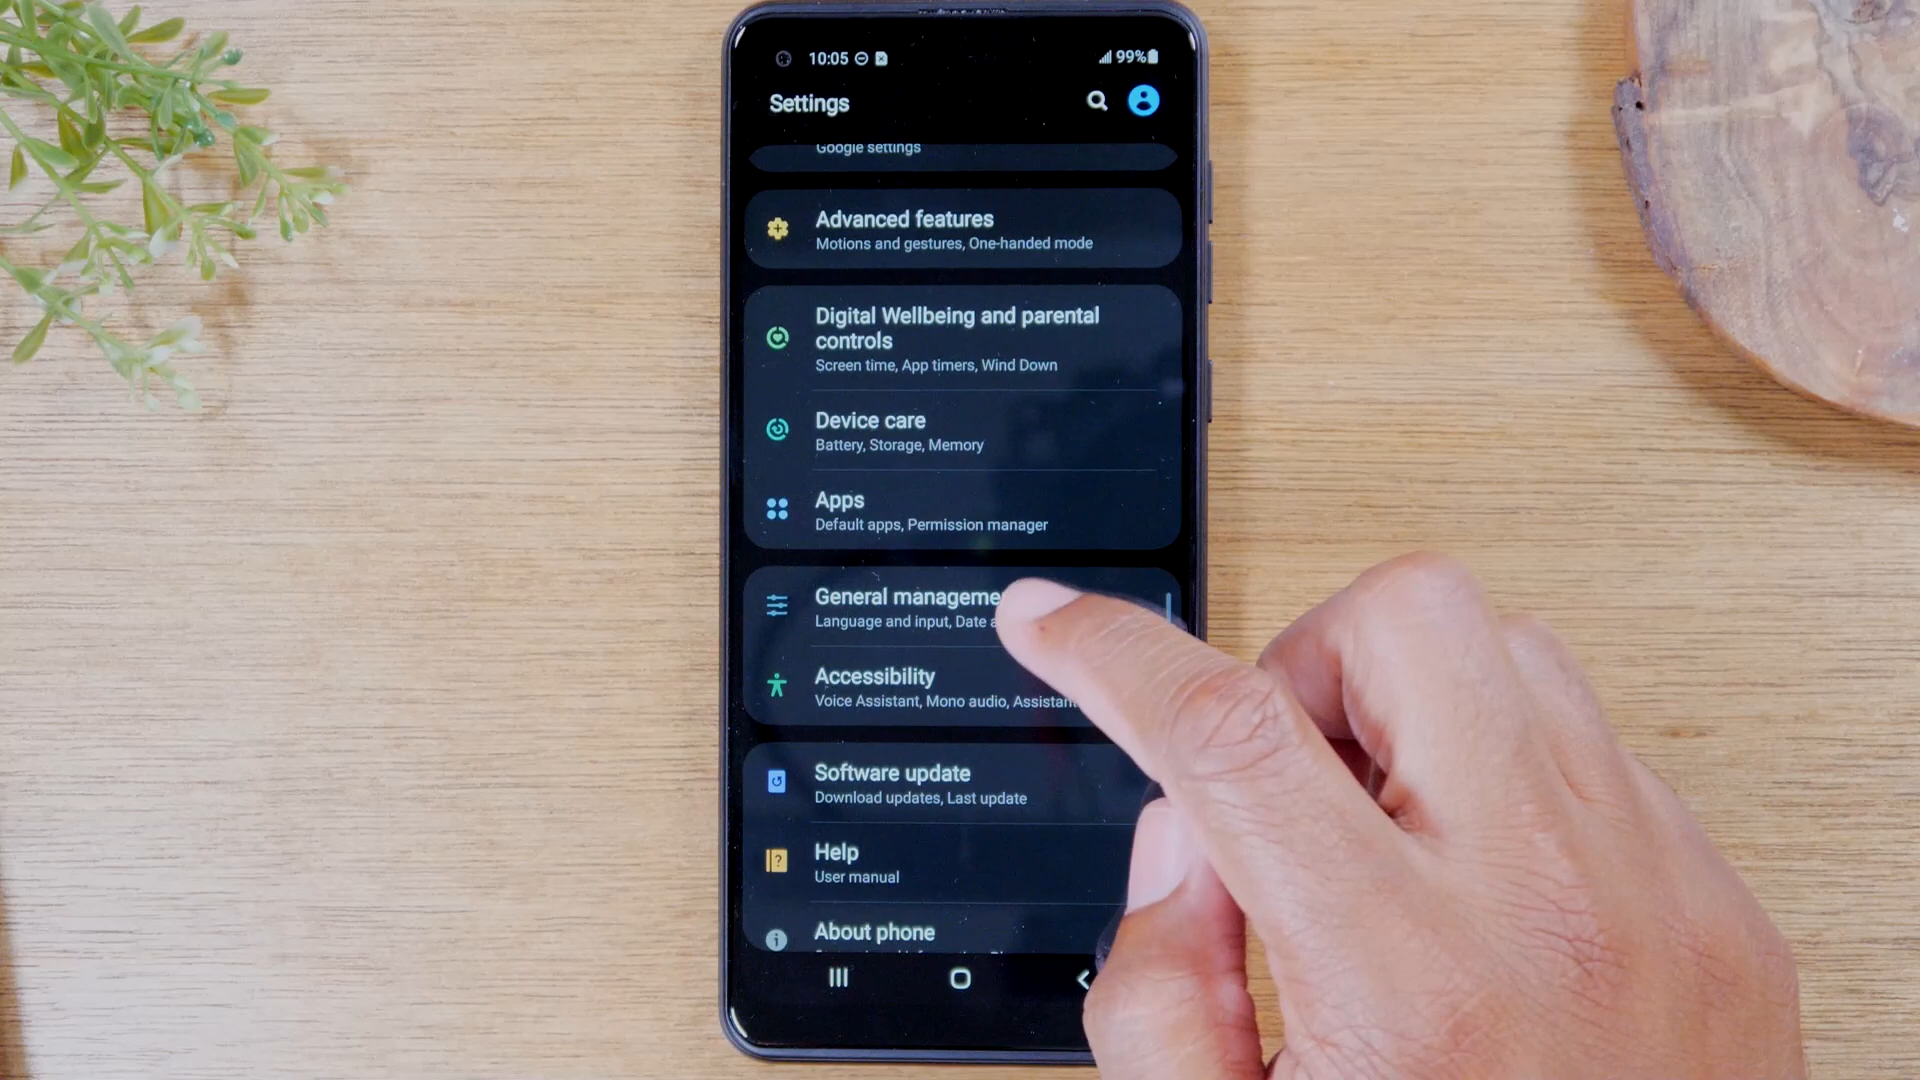 10:05
99%
Settings
Google settings
Advanced features
Motions and gestures, One-handed mode
Digital Wellbeing and parental
controls
Screen time, App timers, Wind Down
Device care
Battery, Storage, Memory
Apps
Default apps, Permission manager
General manageme
Language and input, Date a
Accessibility
Voice Assistant, Mono audio, Assistant
Software update
Download updates, Last update
Help
User manual
About phone